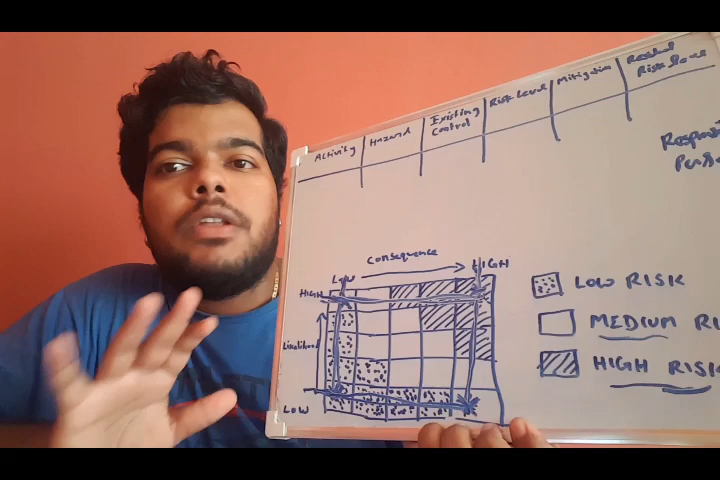 Activity
Hazard
Existing
Control
Risk Level
Mitigation
Residual
Risk
Consequence
LOW
HIGH
HIGH
Likelihood
LOW
LOW RISK
MEDIUM RI
HIGH RISK